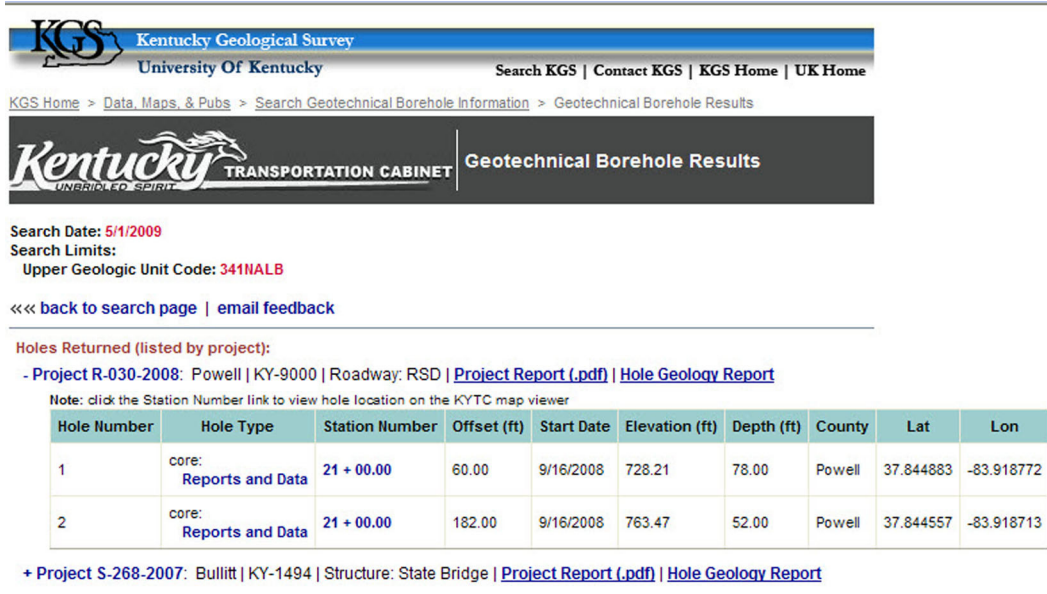 KGS Kentucky Geological Survey
University Of Kentucky
Search KGS | Contact KGS | KGS Home | UK Home
KGS Home > Data, Maps, & Pubs > Search Geotechnical Borehole Information > Geotechnical Borehole Results
Kentucky TRANSPORTATION CABINET Geotechnical Borehole Results
UNBRIDLED SPIRIT
Search Date: 5/1/2009
Search Limits:
Upper Geologic Unit Code: 341NALB
«« back to search page | email feedback
Holes Returned (listed by project):
- Project R-030-2008: Powell | KY-9000 | Roadway: RSD | Project Report (.pdf) | Hole Geology Report
Note: click the Station Number link to view hole location on the KYTC map viewer
Hole Number Hole Type Station Number Offset (ft) Start Date Elevation (ft) Depth (ft) County Lat Lon
1 core: Reports and Data 21 + 00.00 60.00 9/16/2008 728.21 78.00 Powell 37.844883 -83.918772
2 core: Reports and Data 21 + 00.00 182.00 9/16/2008 763.47 52.00 Powell 37.844557 -83.918713
+ Project S-268-2007: Bullitt | KY-1494 | Structure: State Bridge | Project Report (.pdf) | Hole Geology Report